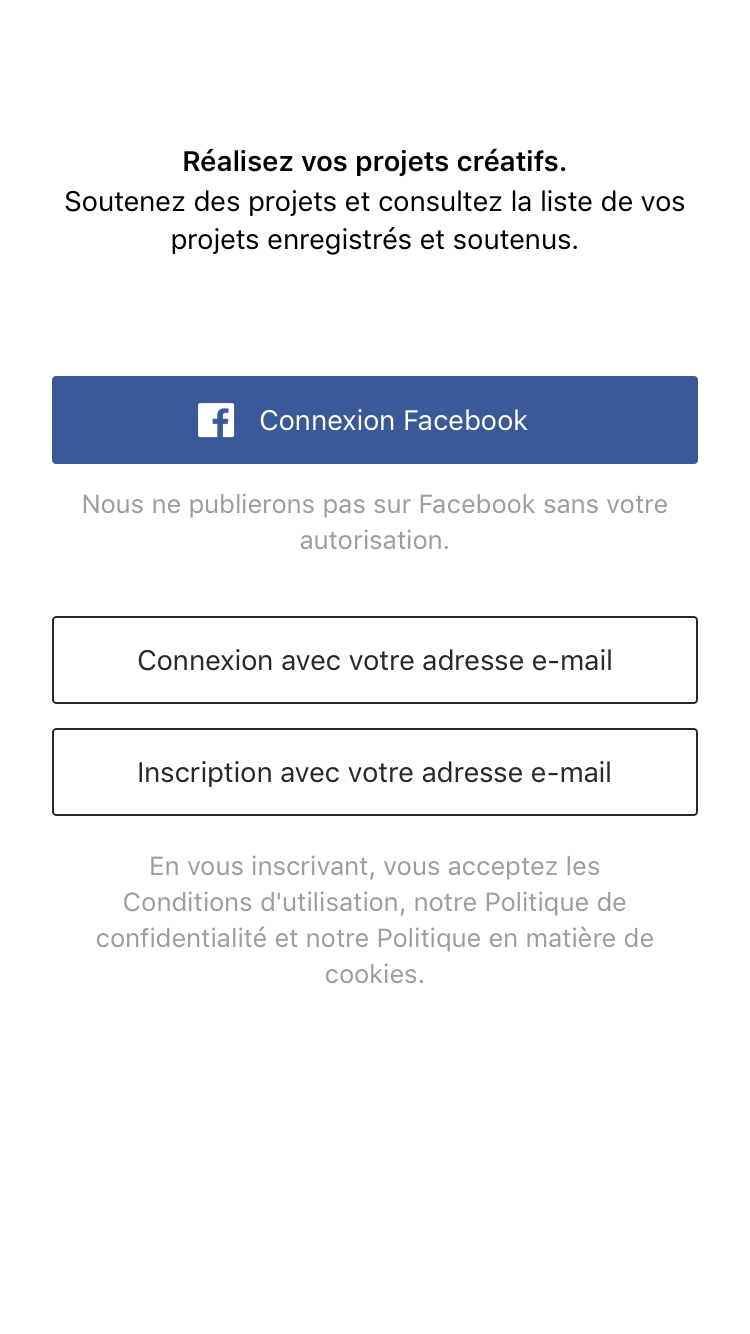 Réalisez vos projets créatifs.
Soutenez des projets et consultez la liste de vos
projets enregistrés et soutenus.
Connexion Facebook
Nous ne publierons pas sur Facebook sans votre
autorisation.
Connexion avec votre adresse e-mail
Inscription avec votre adresse e-mail
En vous inscrivant, vous acceptez les
Conditions d'utilisation, notre Politique de
confidentialité et notre Politique en matière de
cookies.